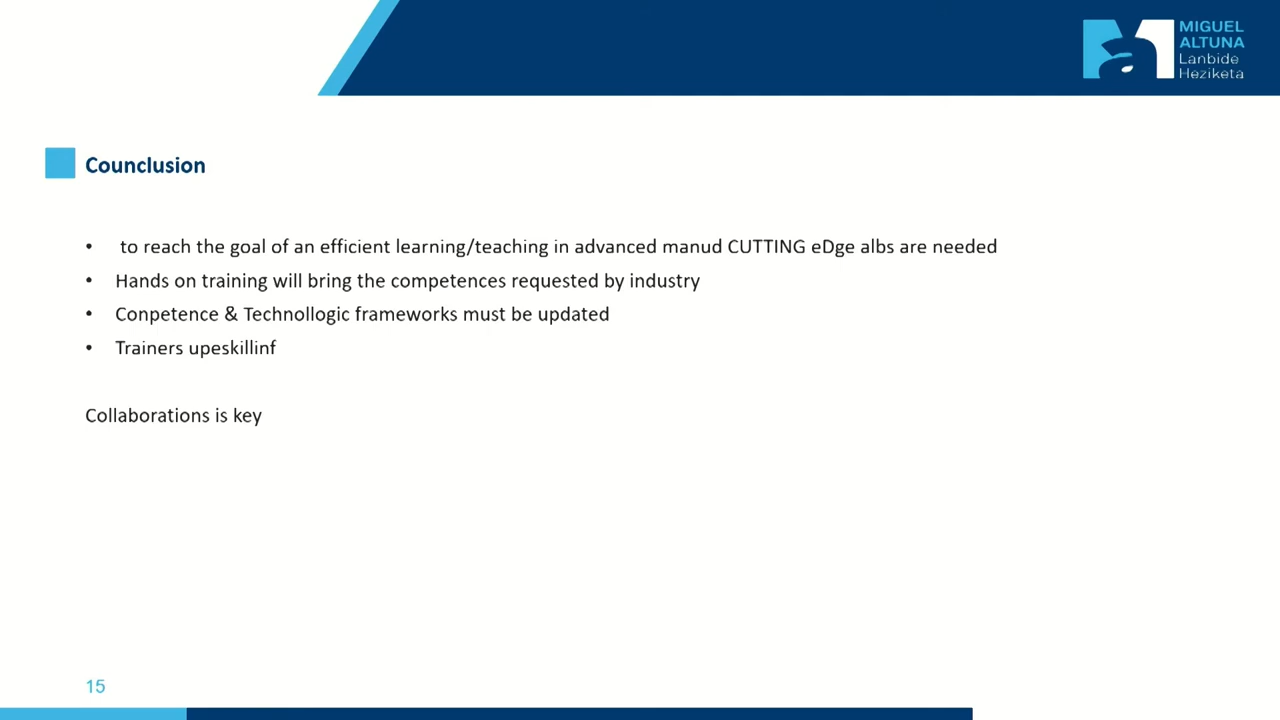 MIGUEL
ALTUNA
Lanbide
Heziketa
Counclusion
• to reach the goal of an efficient learning/teaching in advanced manud CUTTING eDge albs are needed
• Hands on training will bring the competences requested by industry
• Conpetence & Technollogic frameworks must be updated
• Trainers upeskillinf
Collaborations is key
15